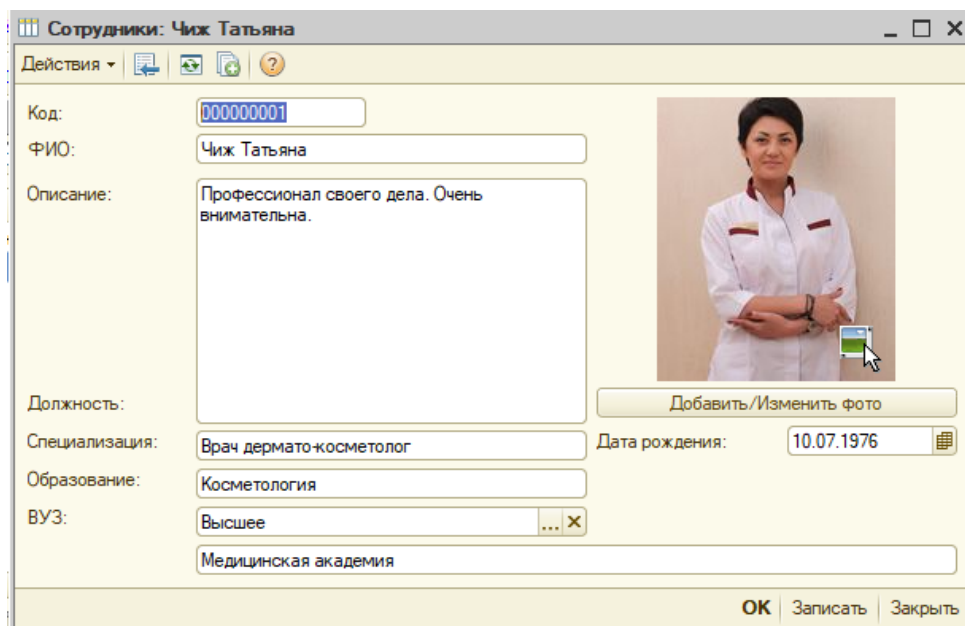 Сотрудники: Чиж Татьяна
Действия
Код:
000000001
ФИО:
Чиж Татьяна
Описание:
Профессионал своего дела. Очень
внимательна.
Добавить/Изменить фото
Должность:
Специализация:
Врач дермато-косметолог
Дата рождения:
10.07.1976
Образование:
Косметология
ВУЗ:
Высшее
...
Медицинская академия
OK
Записать
Закрыть